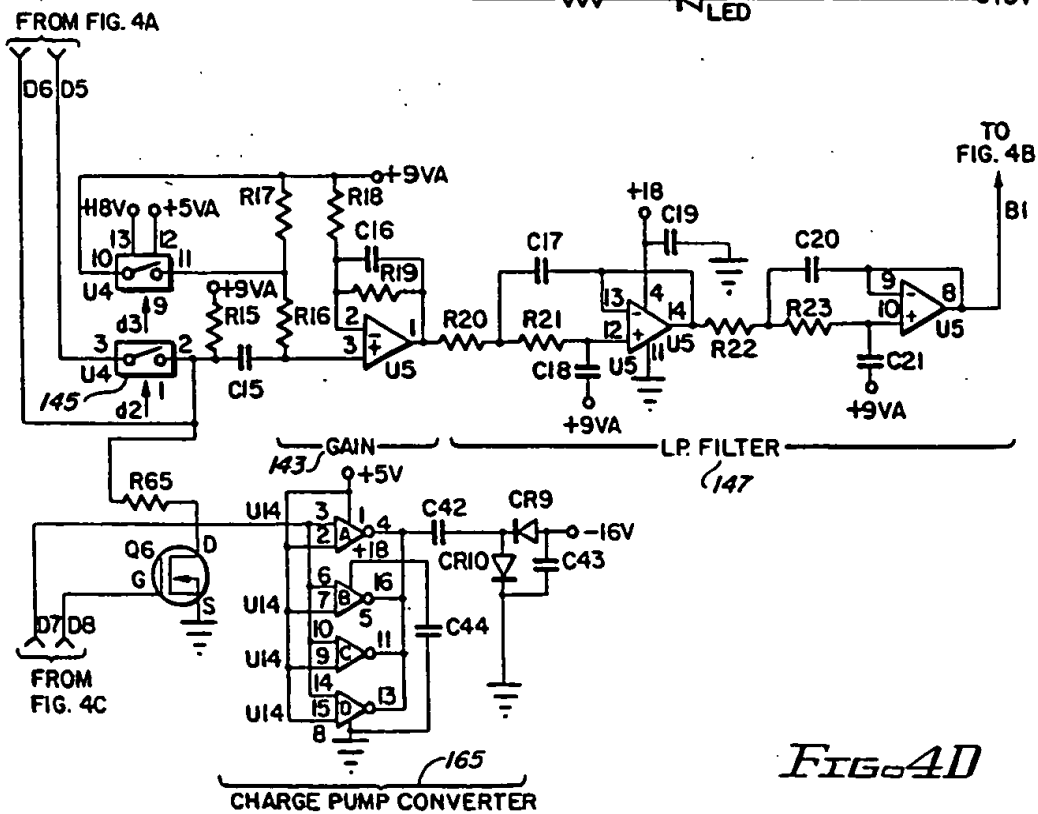 LED
FROM FIG. 4A
D6 D5
TO
FIG. 4B
B1
+9VA
R17
R18
+18V +5VA
13 12
10 11
U4
9
d3
+9VA
R15
R16
C16
R19
2
3
1
U5
3 2
U4
145
1
d2
C15
+18
C19
C17
13
4
14
12
11
U5
U5
R20
R21
C18
+9VA
R22
C20
9
8
10
U5
R23
C21
+9VA
143
GAIN
L.P. FILTER
147
R65
Q6
D
G
S
D7 D8
FROM
FIG. 4C
+5V
U14
3
2
A
1
4
+18
U14
6
7
B
16
5
U14
10
9
C
11
U14
14
15
D
13
8
C42
CR9
-16V
CR10
C43
C44
165
CHARGE PUMP CONVERTER
FIG. 4D